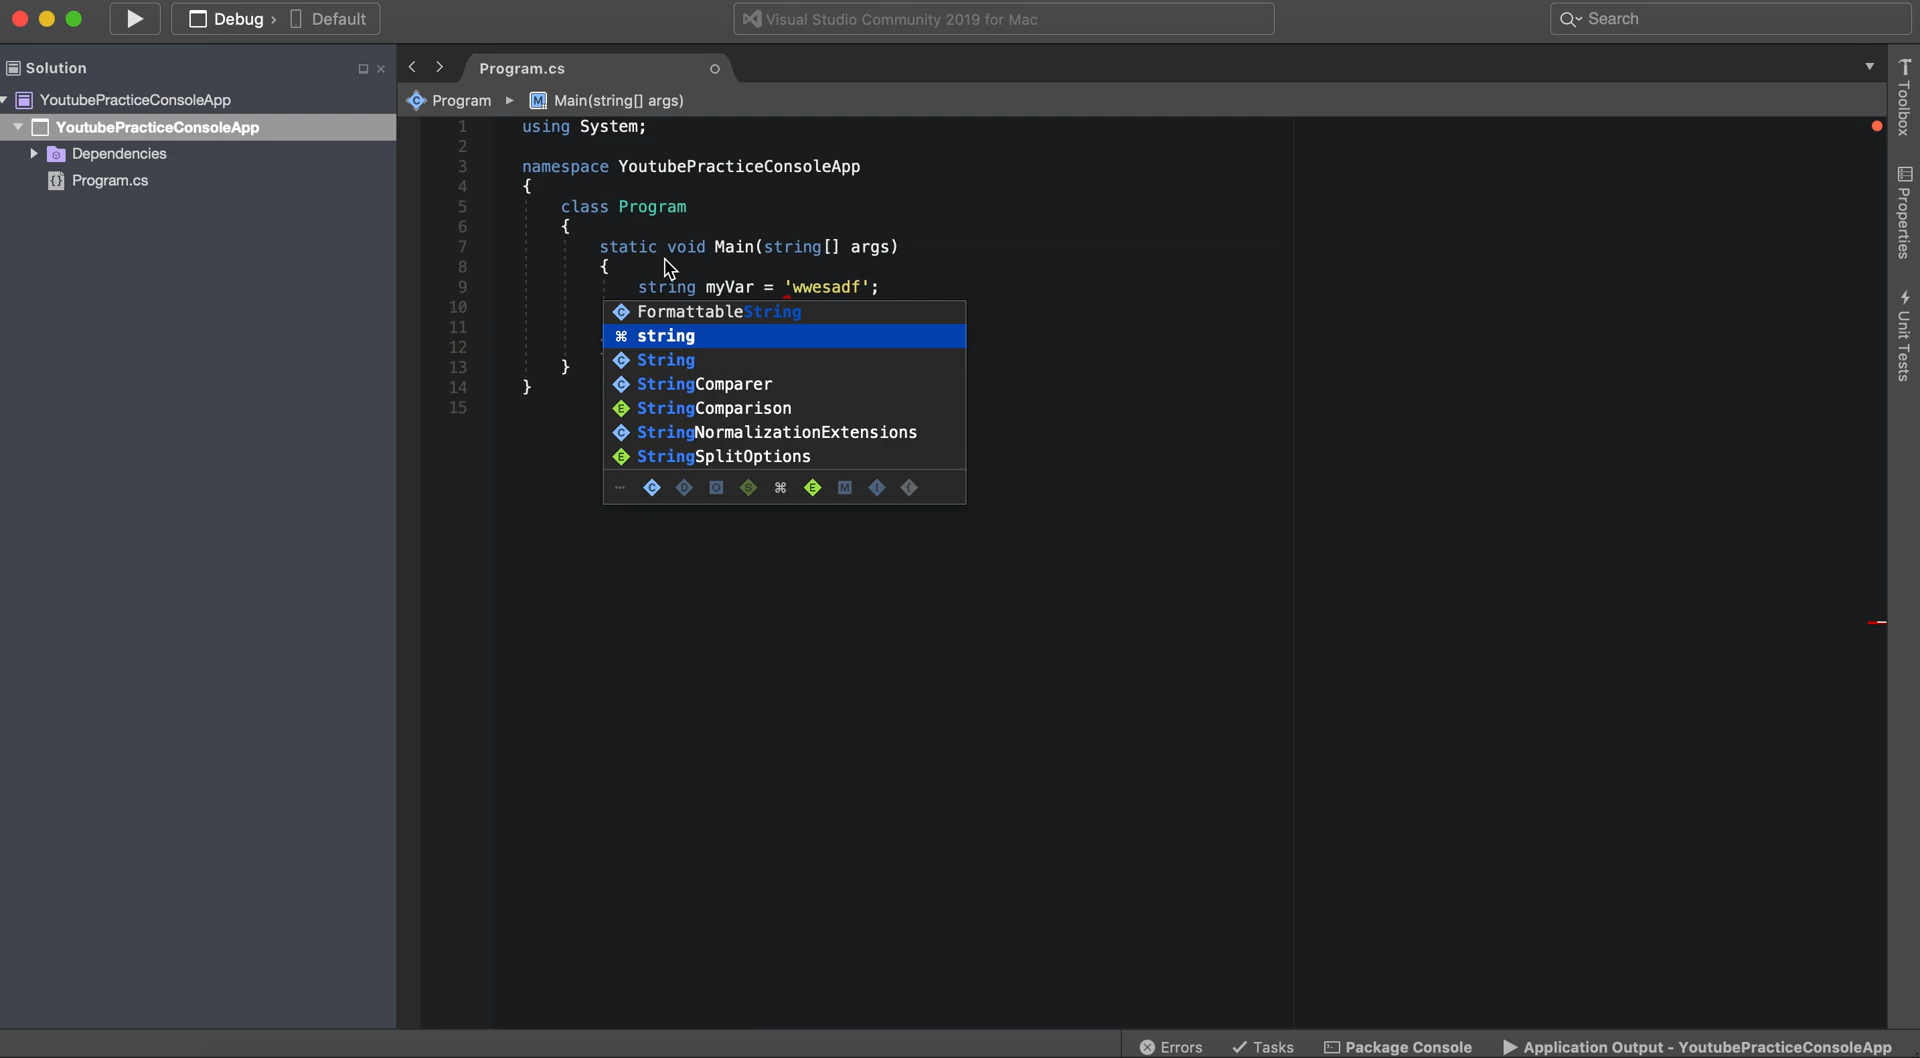 Debug › Default
Visual Studio Community 2019 for Mac
Search
Solution
YoutubePracticeConsoleApp
YoutubePracticeConsoleApp
Dependencies
Program.cs
Program.cs
Program
Main(string[] args)
1 using System;
2
3 namespace YoutubePracticeConsoleApp
4 {
5 class Program
6 {
7 static void Main(string[] args)
8 {
9 string myVar = 'wwesadf';
10
11
12
13 }
14 }
15
FormattableString
string
String
StringComparer
StringComparison
StringNormalizationExtensions
StringSplitOptions
Toolbox
Properties
Unit Tests
Errors
Tasks
Package Console
Application Output - YoutubePracticeConsoleApp